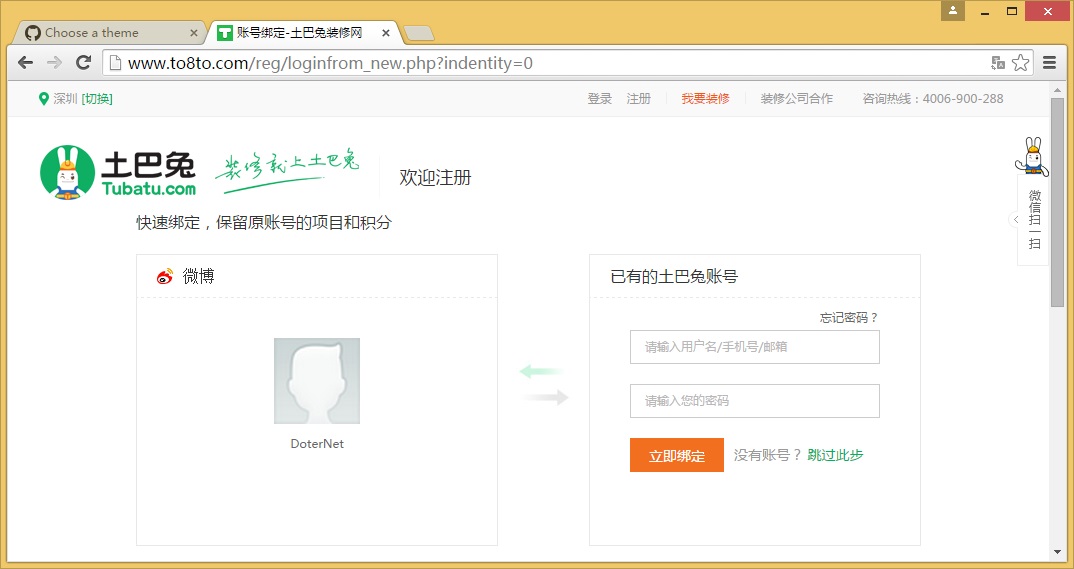 Choose a theme
账号绑定-土巴兔装修网
www.to8to.com/reg/loginfrom_new.php?indentity=0
深圳 [切换]
登录 注册 我要装修 装修公司合作 咨询热线：4006-900-288
土巴兔
Tubatu.com
装修就上土巴兔
欢迎注册
微信扫一扫
快速绑定，保留原账号的项目和积分
微博
DoterNet
已有的土巴兔账号
忘记密码？
请输入用户名/手机号/邮箱
请输入您的密码
立即绑定 没有账号？ 跳过此步